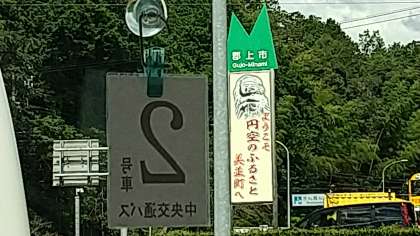 2
号車
中央交通バス
郡上市
Gujo-Minami
ようこそ
円空のふるさと
美並町へ